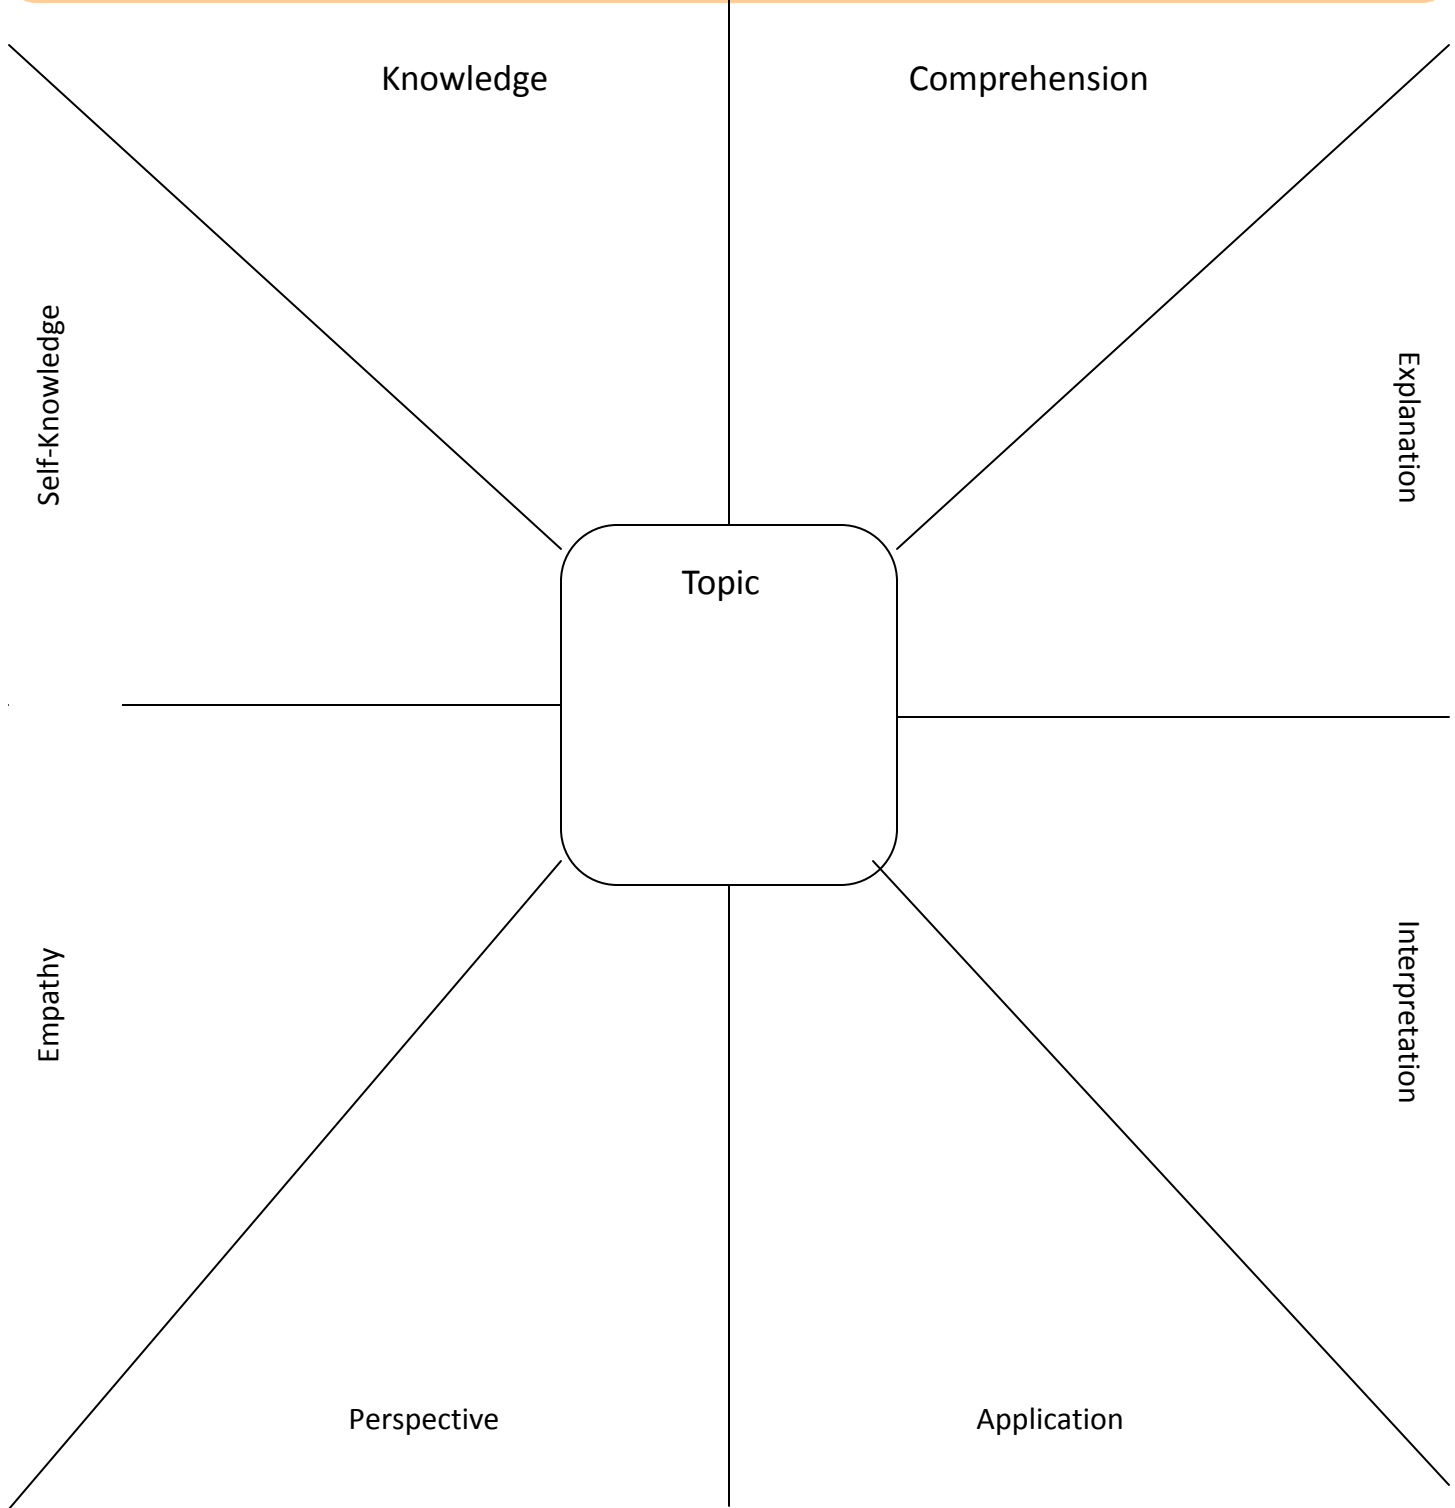 Knowledge
Comprehension
Self-Knowledge
Explanation
Topic
Empathy
Interpretation
Perspective
Application